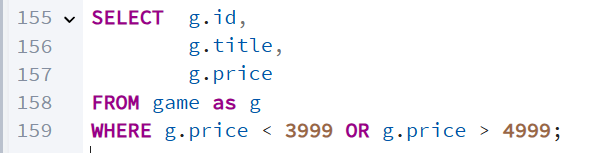 155 SELECT  g.id,
156         g.title,
157         g.price
158 FROM game as g
159 WHERE g.price < 3999 OR g.price > 4999;